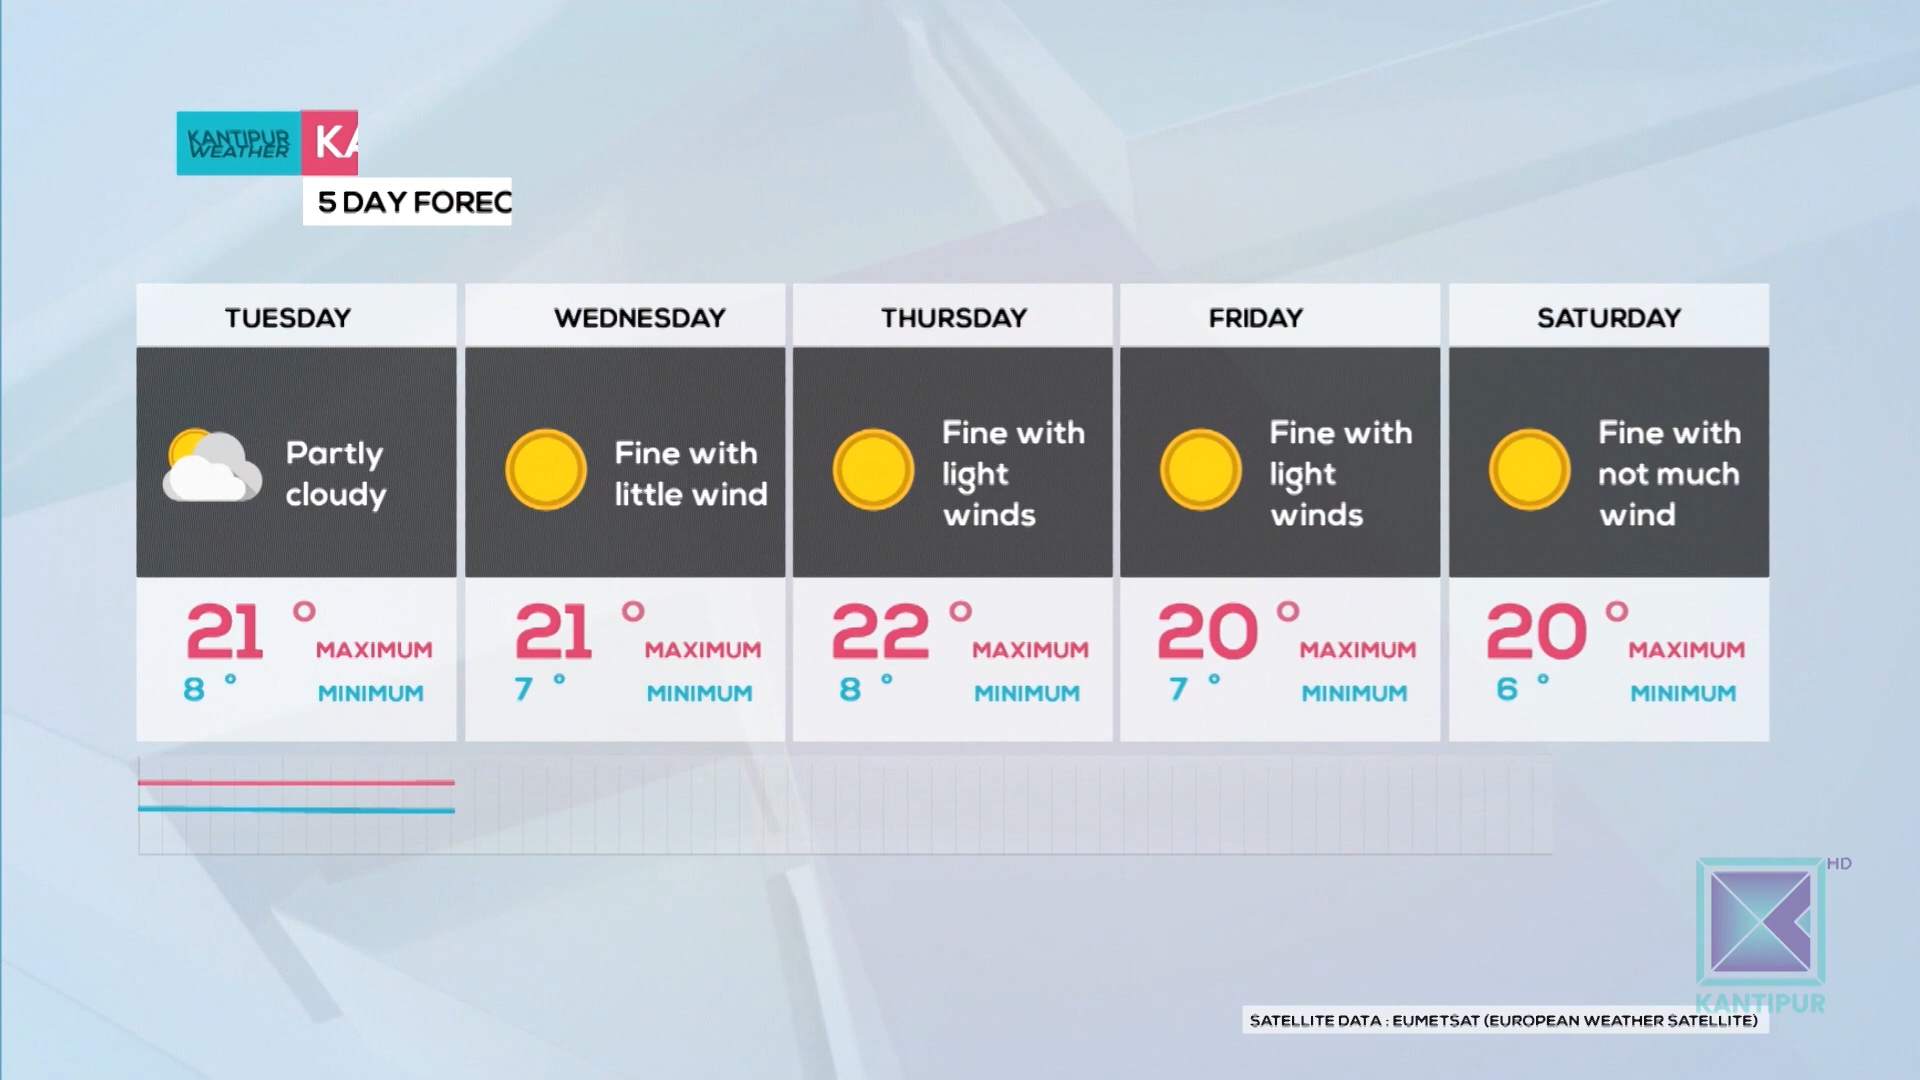 KANTIPUR
WEATHER
KA
5 DAY FOREC
TUESDAY
Partly
cloudy
21° MAXIMUM
8° MINIMUM
WEDNESDAY
Fine with
little wind
21° MAXIMUM
7° MINIMUM
THURSDAY
Fine with
light
winds
22° MAXIMUM
8° MINIMUM
FRIDAY
Fine with
light
winds
20° MAXIMUM
7° MINIMUM
SATURDAY
Fine with
not much
wind
20° MAXIMUM
6° MINIMUM
HD
KANTIPUR
SATELLITE DATA : EUMETSAT (EUROPEAN WEATHER SATELLITE)